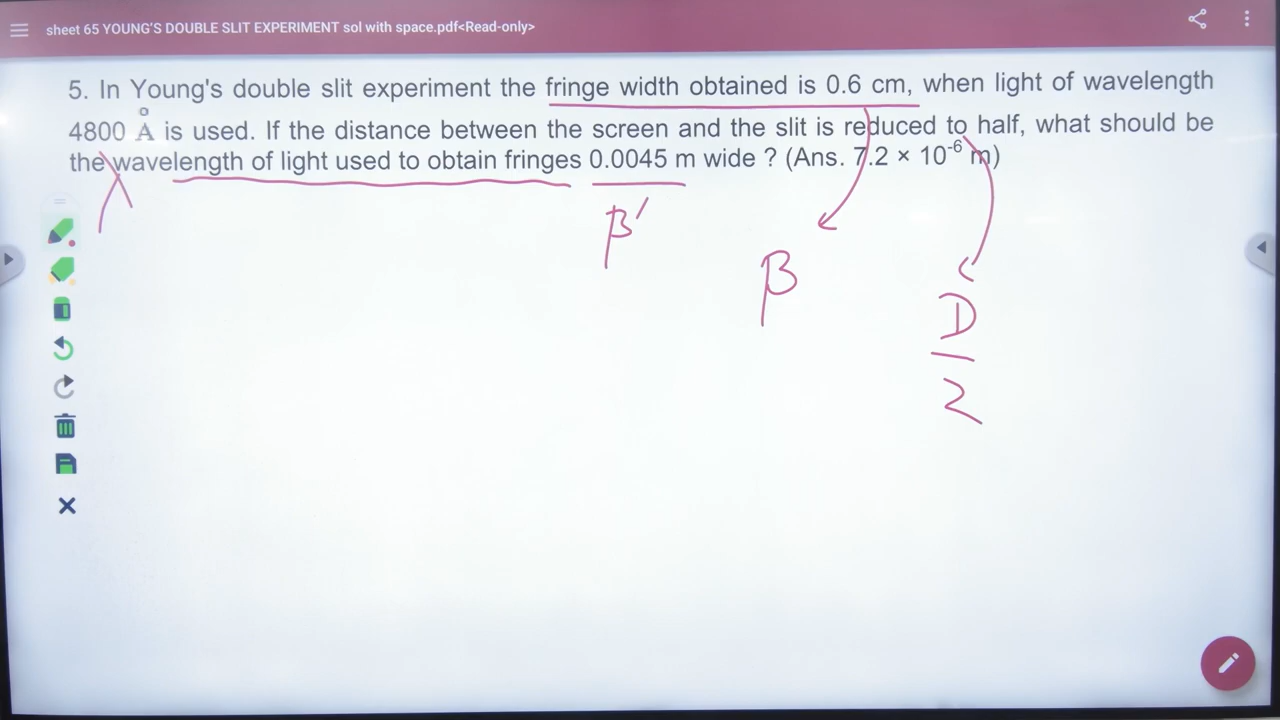 sheet 65 YOUNG'S DOUBLE SLIT EXPERIMENT sol with space.pdf<Read-only>
5. In Young's double slit experiment the fringe width obtained is 0.6 cm, when light of wavelength
4800 Å is used. If the distance between the screen and the slit is reduced to half, what should be
the wavelength of light used to obtain fringes 0.0045 m wide ? (Ans. 7.2 × 10⁻⁶ m)
λ
β′
β
D
2